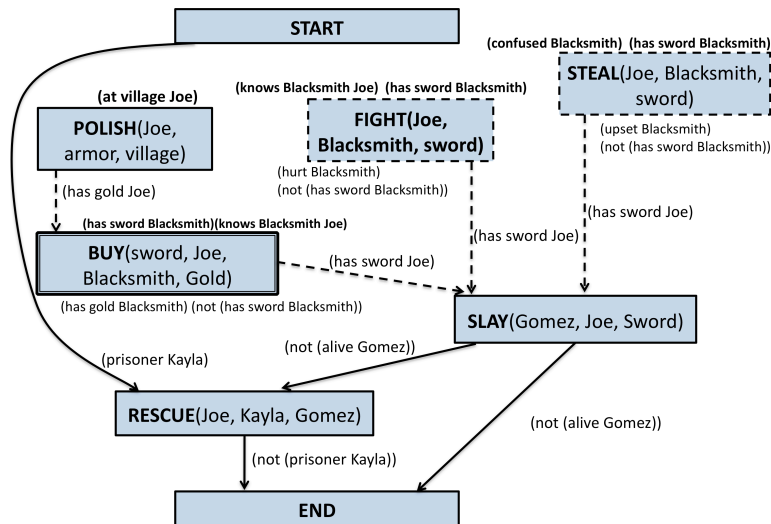 START
(confused Blacksmith) (has sword Blacksmith)
STEAL(Joe, Blacksmith,
sword)
(knows Blacksmith Joe) (has sword Blacksmith)
(at village Joe)
FIGHT(Joe,
Blacksmith, sword)
POLISH(Joe,
armor, village)
(upset Blacksmith)
(not (has sword Blacksmith))
(hurt Blacksmith)
(not (has sword Blacksmith))
(has gold Joe)
(has sword Joe)
(has sword Blacksmith)(knows Blacksmith Joe)
(has sword Joe)
BUY(sword, Joe,
Blacksmith, Gold)
(has sword Joe)
(has gold Blacksmith) (not (has sword Blacksmith))
SLAY(Gomez, Joe, Sword)
(not (alive Gomez))
(prisoner Kayla)
RESCUE(Joe, Kayla, Gomez)
(not (alive Gomez))
(not (prisoner Kayla))
END